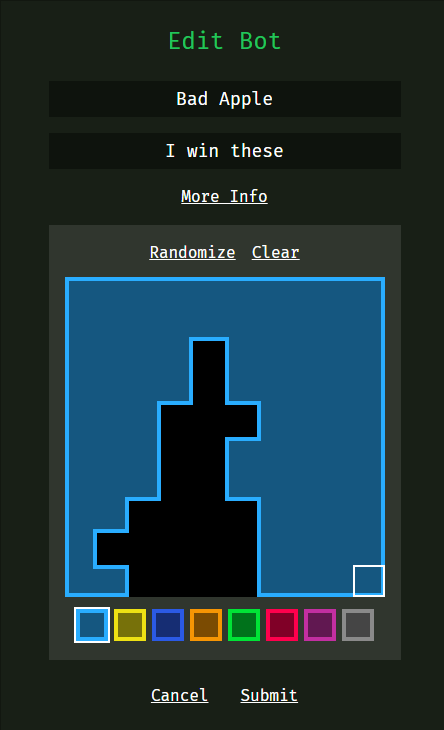 Edit Bot
Bad Apple
I win these
More Info
Randomize Clear
Cancel Submit